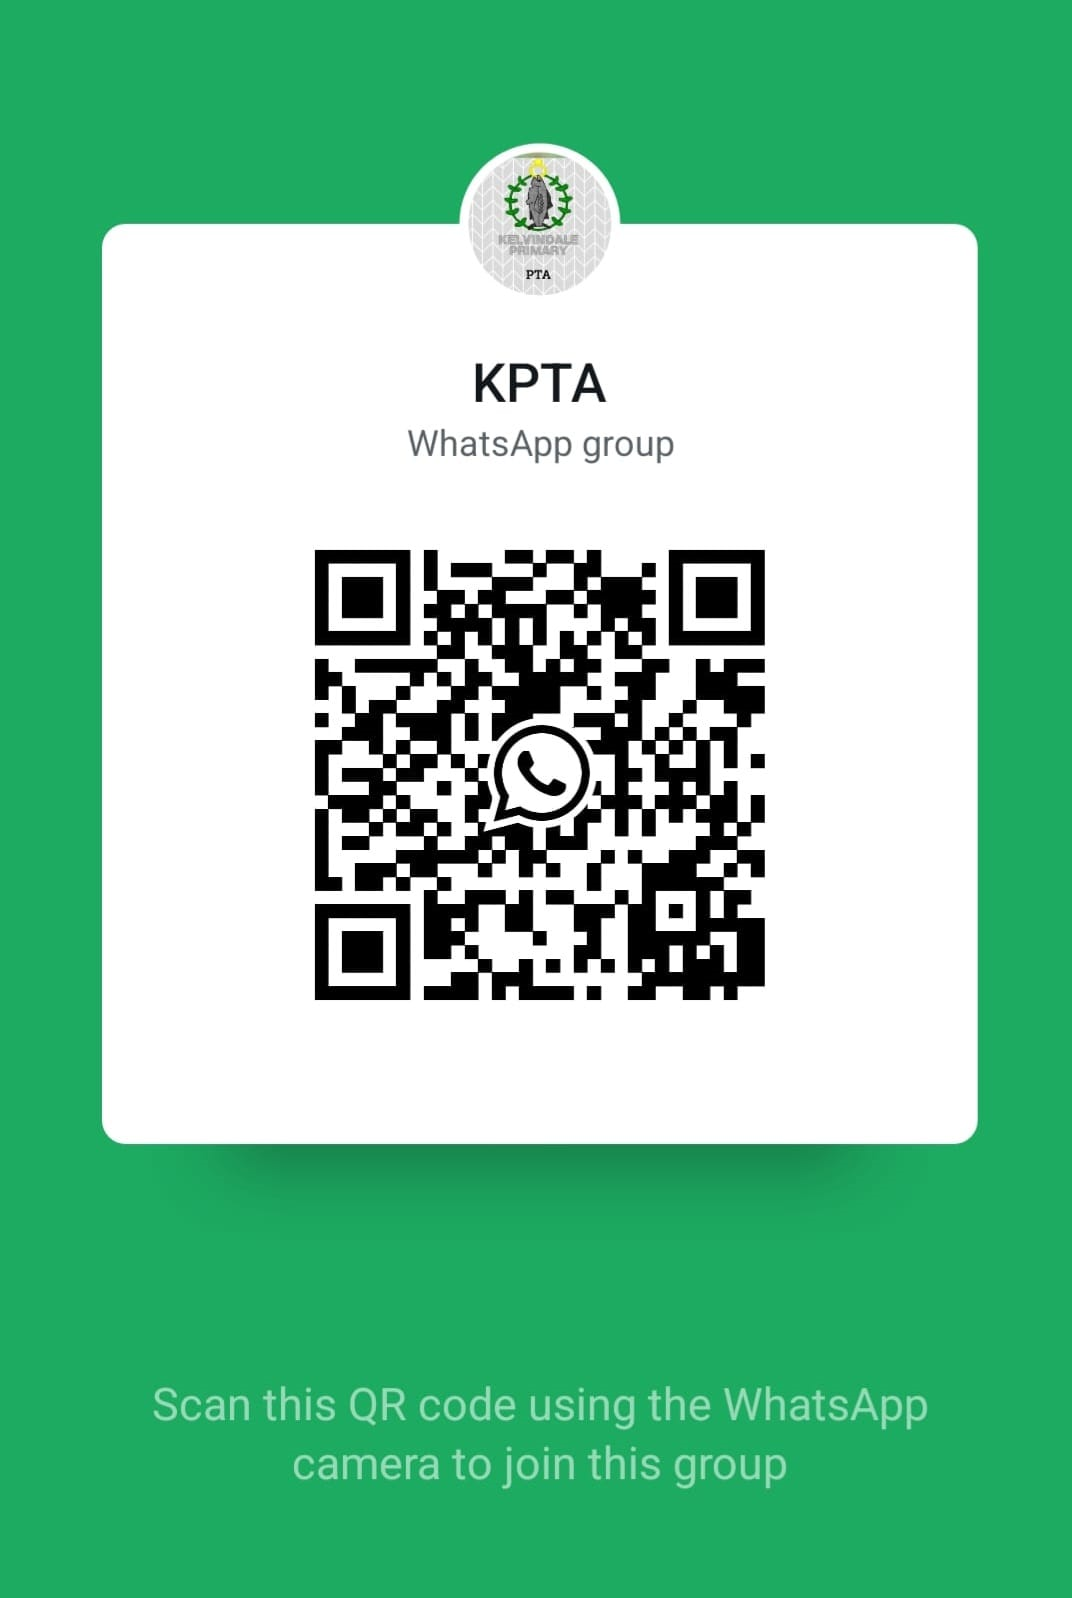 KELVINDALE
PRIMARY
PTA
KPTA
WhatsApp group
Scan this QR code using the WhatsApp
camera to join this group